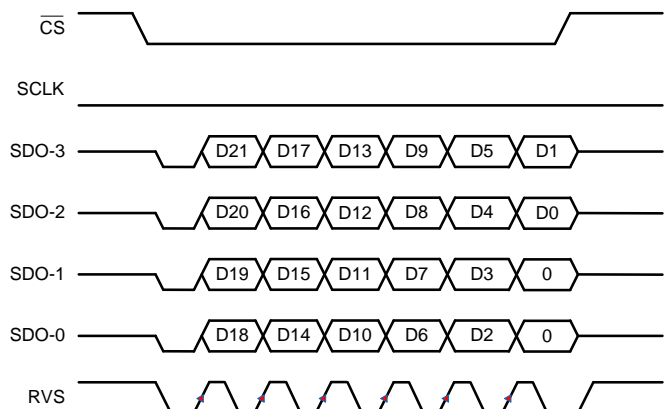 C̅S̅
SCLK
SDO-3 D21 D17 D13 D9 D5 D1
SDO-2 D20 D16 D12 D8 D4 D0
SDO-1 D19 D15 D11 D7 D3 0
SDO-0 D18 D14 D10 D6 D2 0
RVS